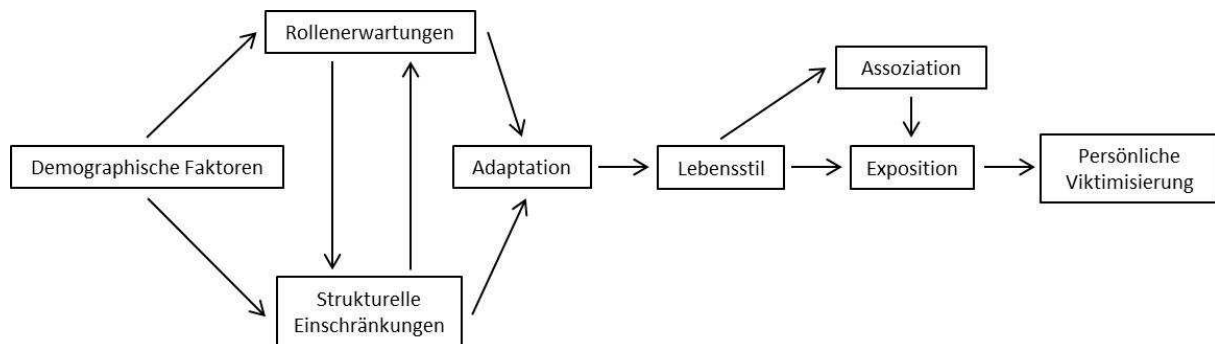 Rollenerwartungen
Assoziation
Demographische Faktoren
Adaptation
Lebensstil
Exposition
Persönliche
Viktimisierung
Strukturelle
Einschränkungen